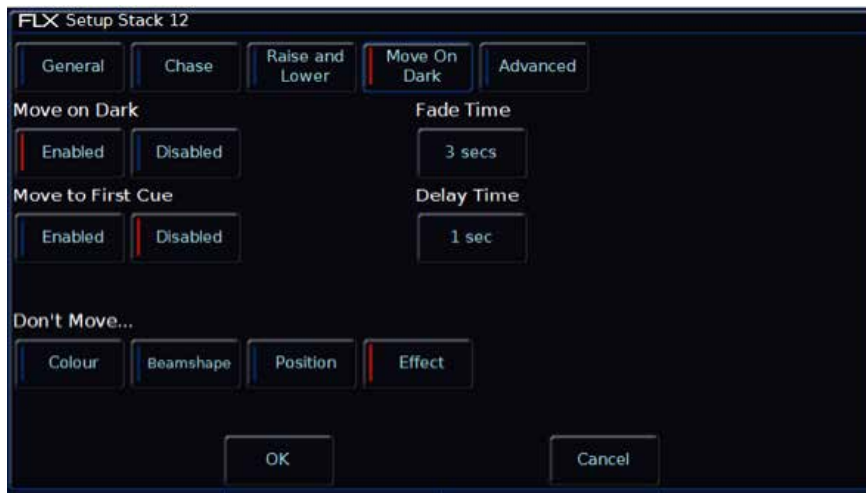 FLX Setup Stack 12
General Chase Raise and Lower Move On Dark Advanced
Move on Dark Fade Time
Enabled Disabled 3 secs
Move to First Cue Delay Time
Enabled Disabled 1 sec
Don't Move...
Colour Beamshape Position Effect
OK Cancel